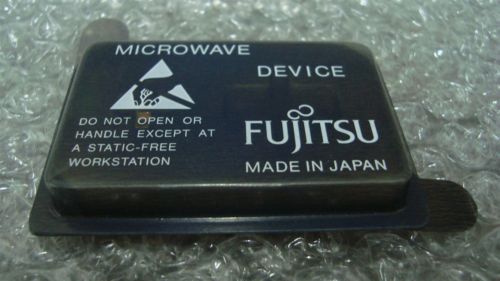 MICROWAVE
DEVICE
DO NOT OPEN OR
HANDLE EXCEPT AT
A STATIC-FREE
WORKSTATION
FUJITSU
MADE IN JAPAN